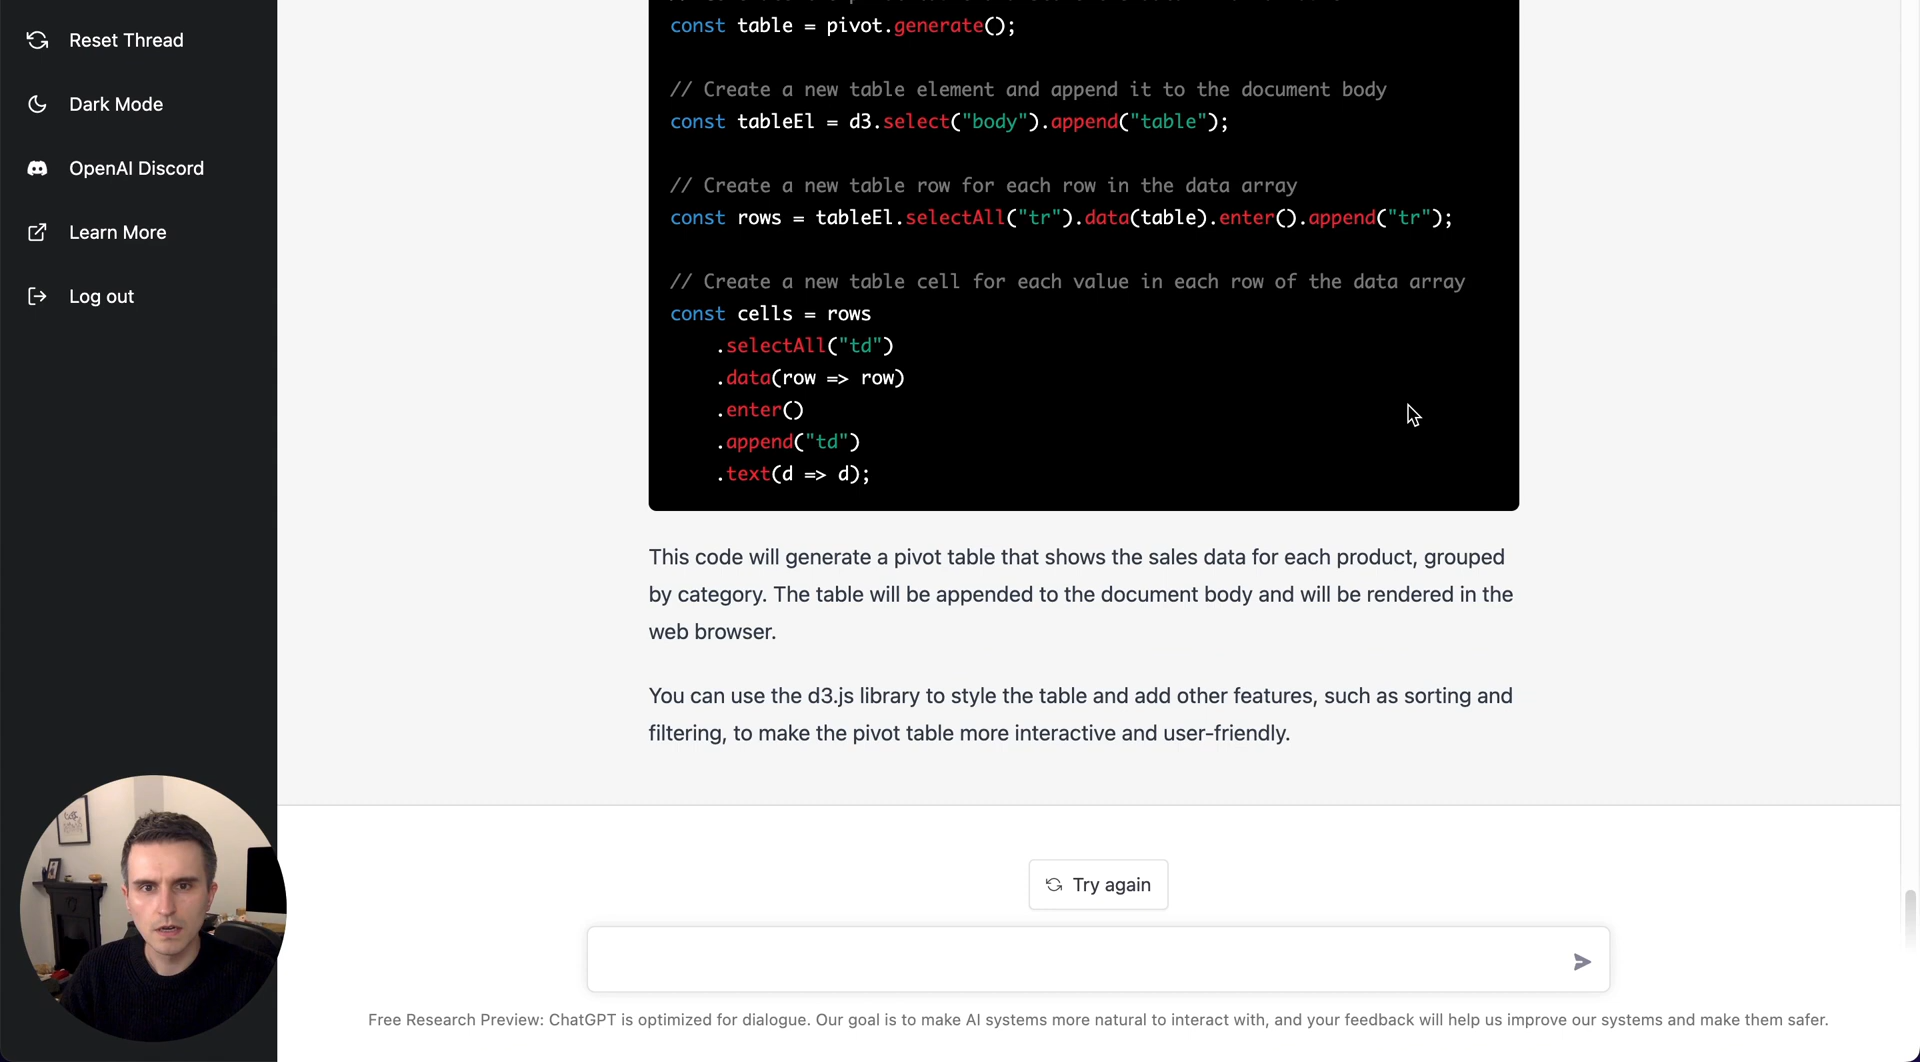 Reset Thread
Dark Mode
OpenAI Discord
Learn More
Log out
const table = pivot.generate();
// Create a new table element and append it to the document body
const tableEl = d3.select("body").append("table");
// Create a new table row for each row in the data array
const rows = tableEl.selectAll("tr").data(table).enter().append("tr");
// Create a new table cell for each value in each row of the data array
const cells = rows
.selectAll("td")
.data(row => row)
.enter()
.append("td")
.text(d => d);
This code will generate a pivot table that shows the sales data for each product, grouped
by category. The table will be appended to the document body and will be rendered in the
web browser.
You can use the d3.js library to style the table and add other features, such as sorting and
filtering, to make the pivot table more interactive and user-friendly.
Try again
Free Research Preview: ChatGPT is optimized for dialogue. Our goal is to make AI systems more natural to interact with, and your feedback will help us improve our systems and make them safer.